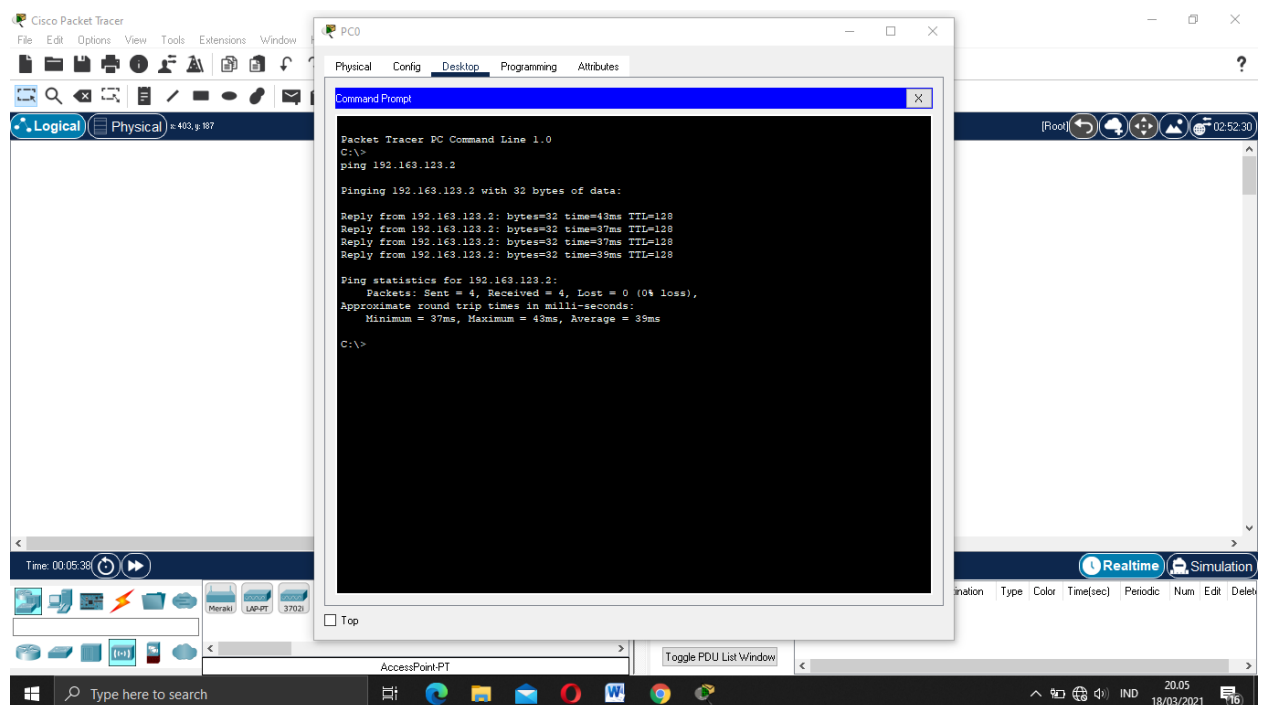 Cisco Packet Tracer
File Edit Options View Tools Extensions Window
PC0
Physical Config Desktop Programming Attributes
Command Prompt
X
Logical Physical x: 403, y: 187
[Root] 02:52:30
Packet Tracer PC Command Line 1.0
C:\>
ping 192.163.123.2
Pinging 192.163.123.2 with 32 bytes of data:
Reply from 192.163.123.2: bytes=32 time=43ms TTL=128
Reply from 192.163.123.2: bytes=32 time=37ms TTL=128
Reply from 192.163.123.2: bytes=32 time=37ms TTL=128
Reply from 192.163.123.2: bytes=32 time=39ms TTL=128
Ping statistics for 192.163.123.2:
Packets: Sent = 4, Received = 4, Lost = 0 (0% loss),
Approximate round trip times in milli-seconds:
Minimum = 37ms, Maximum = 43ms, Average = 39ms
C:\>
Time: 00:05:38
Realtime Simulation
Meraki LAP-PT 3702i
Type Color Time(sec) Periodic Num Edit
Top
Toggle PDU List Window
AccessPoint-PT
Type here to search
IND
20.05
18/03/2021
16